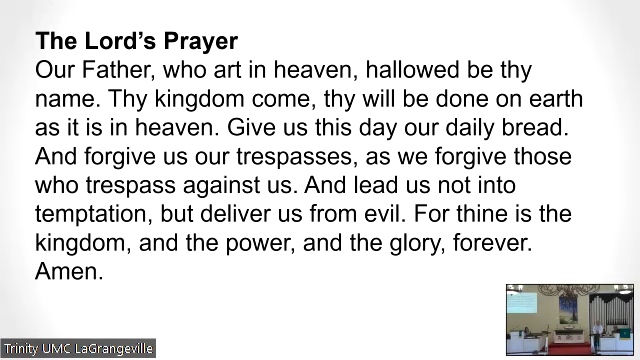 The Lord's Prayer
Our Father, who art in heaven, hallowed be thy
name. Thy kingdom come, thy will be done on earth
as it is in heaven. Give us this day our daily bread.
And forgive us our trespasses, as we forgive those
who trespass against us. And lead us not into
temptation, but deliver us from evil. For thine is the
kingdom, and the power, and the glory, forever.
Amen.
Trinity UMC LaGrangeville